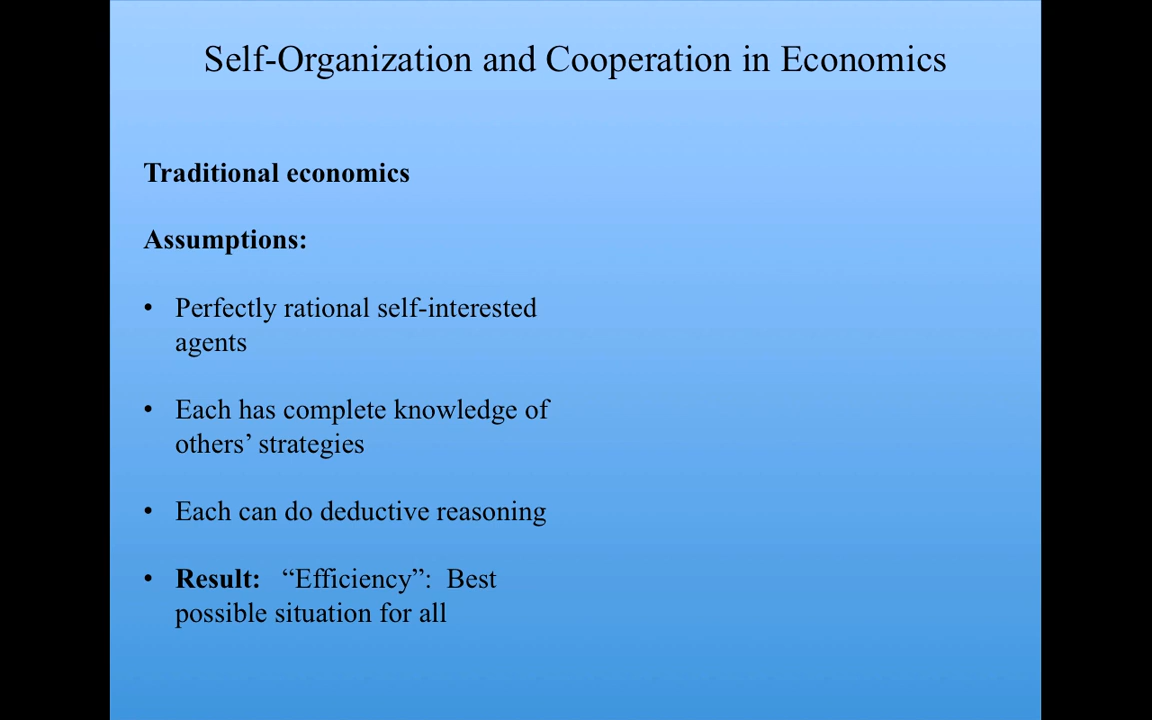 Self-Organization and Cooperation in Economics
Traditional economics
Assumptions:
• Perfectly rational self-interested
agents
• Each has complete knowledge of
others’ strategies
• Each can do deductive reasoning
• Result: “Efficiency”: Best
possible situation for all